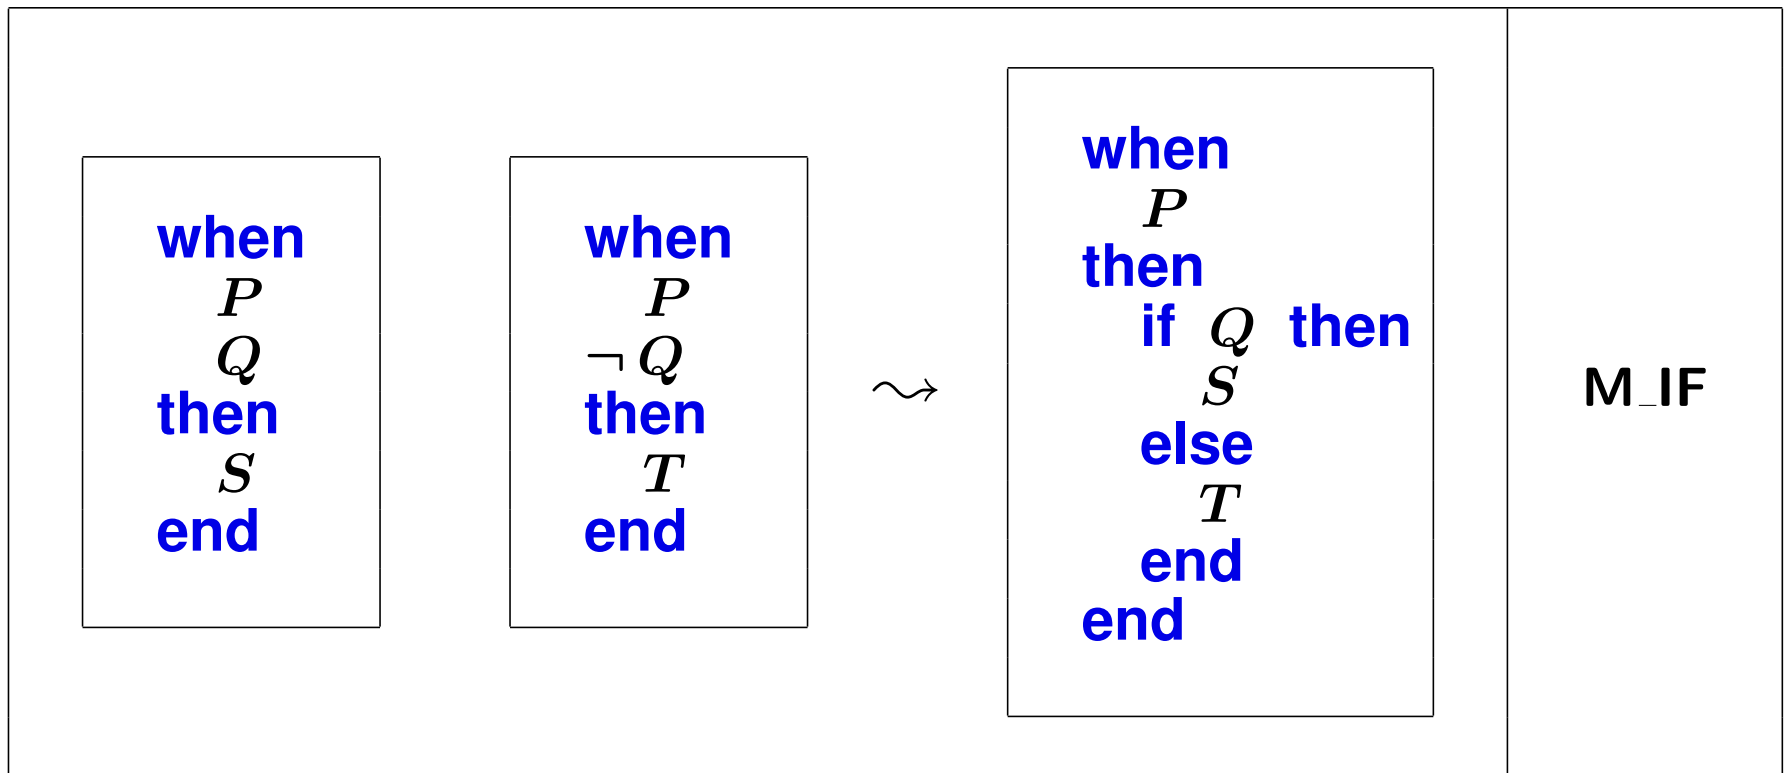 when
P
Q
then
S
end
when
P
¬ Q
then
T
end
⇝
when
P
then
if Q then
S
else
T
end
end
M_IF